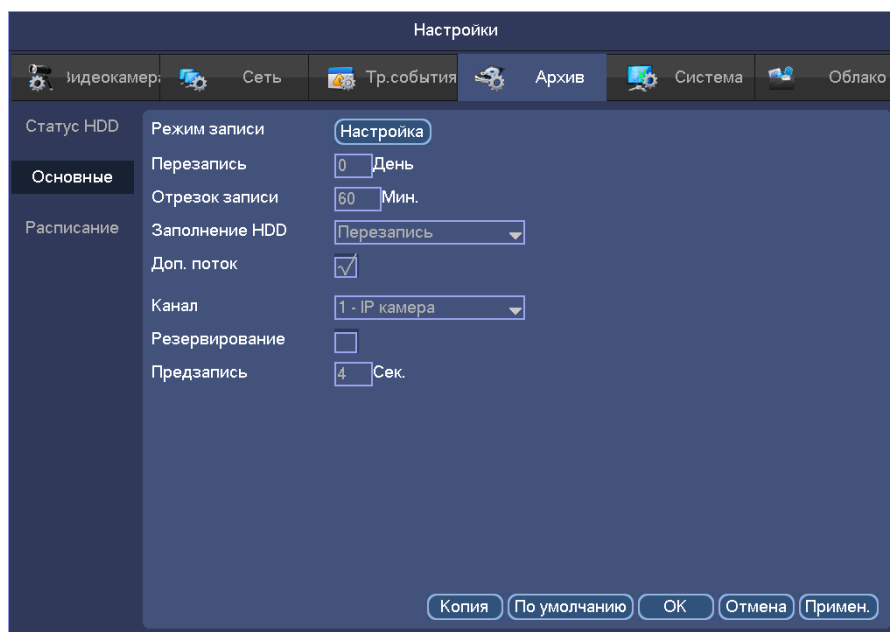 Настройки
Видеокамера Сеть Тр.события Архив Система Облако
Статус HDD
Основные
Расписание
Режим записи Настройка
Перезапись 0 День
Отрезок записи 60 Мин.
Заполнение HDD Перезапись
Доп. поток
Канал 1 - IP камера
Резервирование
Предзапись 4 Сек.
Копия По умолчанию OK Отмена Примен.